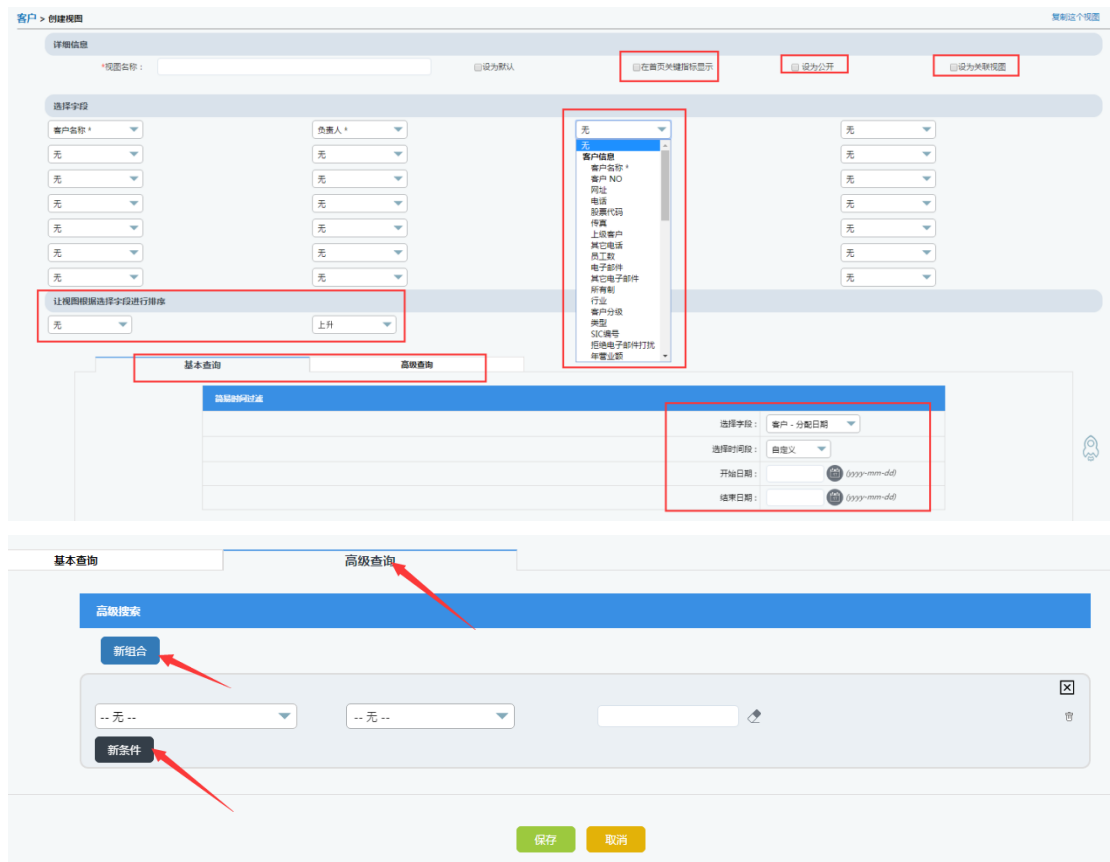 客户 > 创建视图 复制这个视图
详细信息
*视图名称： 设为默认 在首页关键指标显示 设为公开 设为关联视图
选择字段
客户名称 * 负责人 * 无 无
无 无 无
无 无 无
无 无 无
无 无 无
无 无 无
无 无 无
无
客户信息
客户名称 *
客户 NO
网址
电话
股票代码
传真
上级客户
其它电话
员工数
电子邮件
其它电子邮件
所有制
行业
客户分级
类型
SIC编号
拒绝电子邮件打扰
年营业额
让视图根据选择字段进行排序
无 上升
基本查询 高级查询
简易时间过滤
选择字段： 客户 - 分配日期
选择时间段： 自定义
开始日期： (yyyy-mm-dd)
结束日期： (yyyy-mm-dd)
基本查询 高级查询
高级搜索
新组合
-- 无 -- -- 无 --
新条件
保存 取消